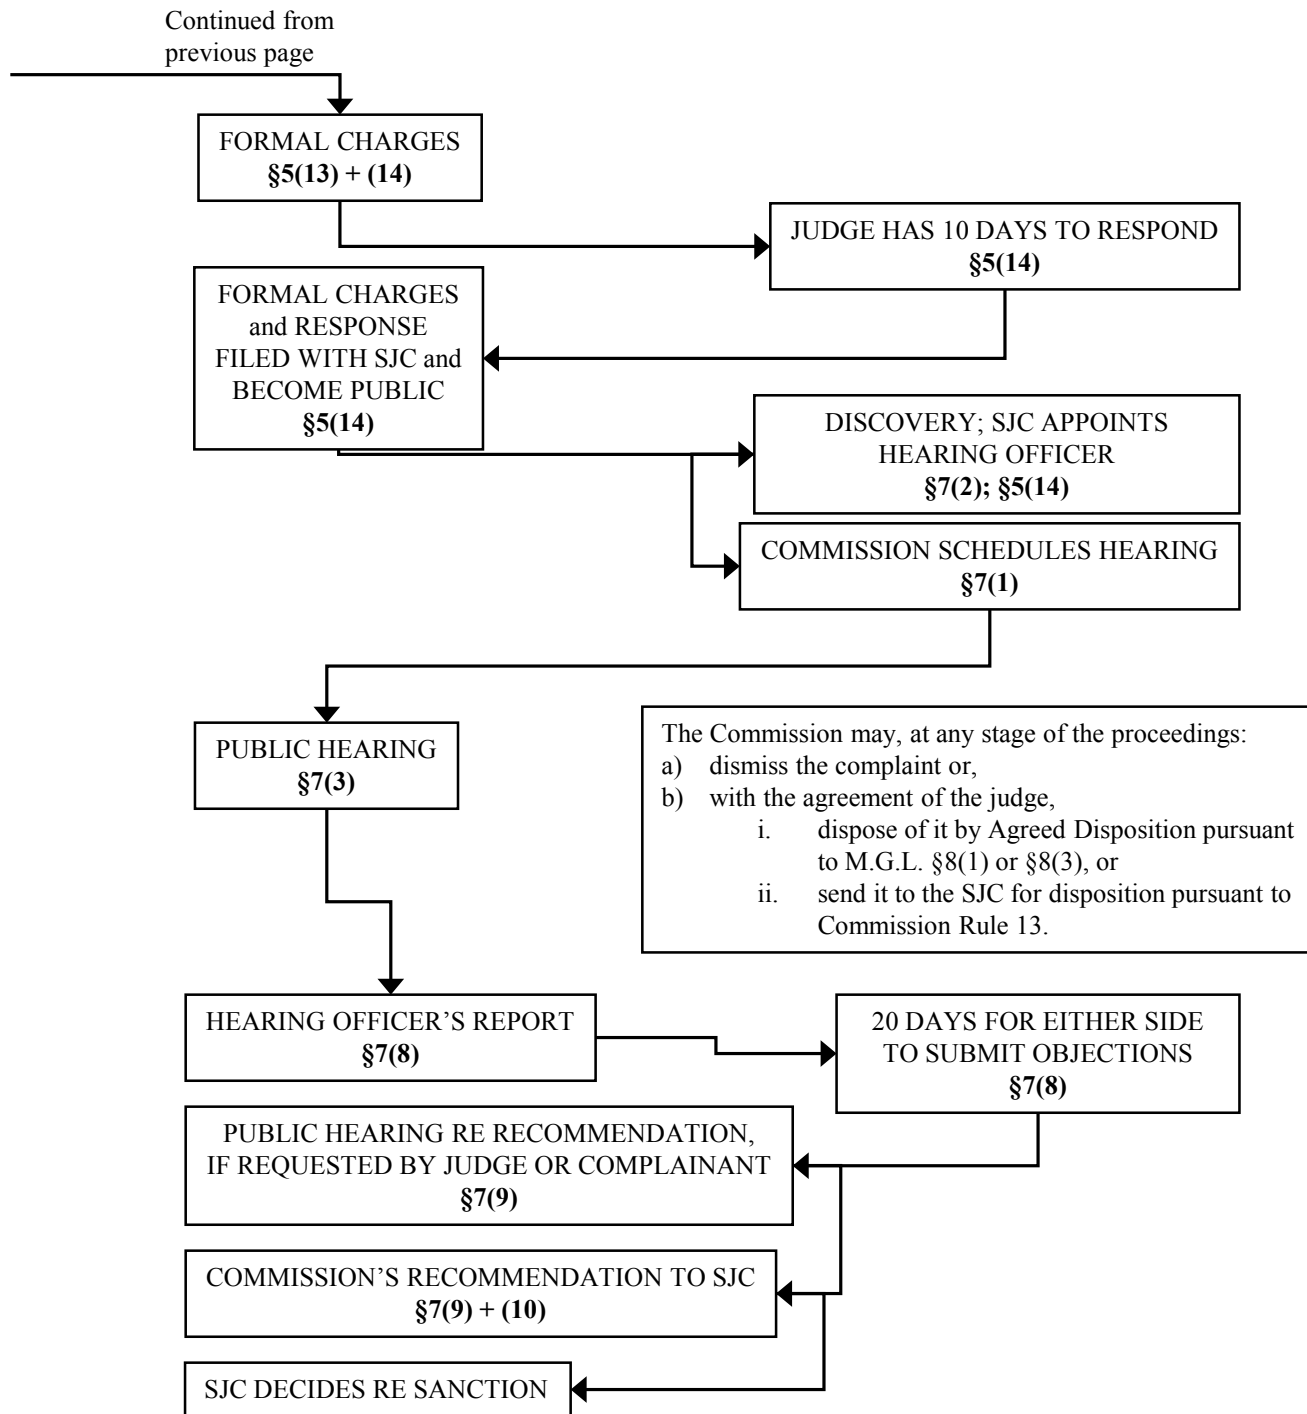 Continued from
previous page
FORMAL CHARGES
§5(13) + (14)
JUDGE HAS 10 DAYS TO RESPOND
§5(14)
FORMAL CHARGES
and RESPONSE
FILED WITH SJC and
BECOME PUBLIC
§5(14)
DISCOVERY; SJC APPOINTS
HEARING OFFICER
§7(2); §5(14)
COMMISSION SCHEDULES HEARING
§7(1)
PUBLIC HEARING
§7(3)
The Commission may, at any stage of the proceedings:
a) dismiss the complaint or,
b) with the agreement of the judge,
i. dispose of it by Agreed Disposition pursuant
to M.G.L. §8(1) or §8(3), or
ii. send it to the SJC for disposition pursuant to
Commission Rule 13.
HEARING OFFICER’S REPORT
§7(8)
20 DAYS FOR EITHER SIDE
TO SUBMIT OBJECTIONS
§7(8)
PUBLIC HEARING RE RECOMMENDATION,
IF REQUESTED BY JUDGE OR COMPLAINANT
§7(9)
COMMISSION’S RECOMMENDATION TO SJC
§7(9) + (10)
SJC DECIDES RE SANCTION